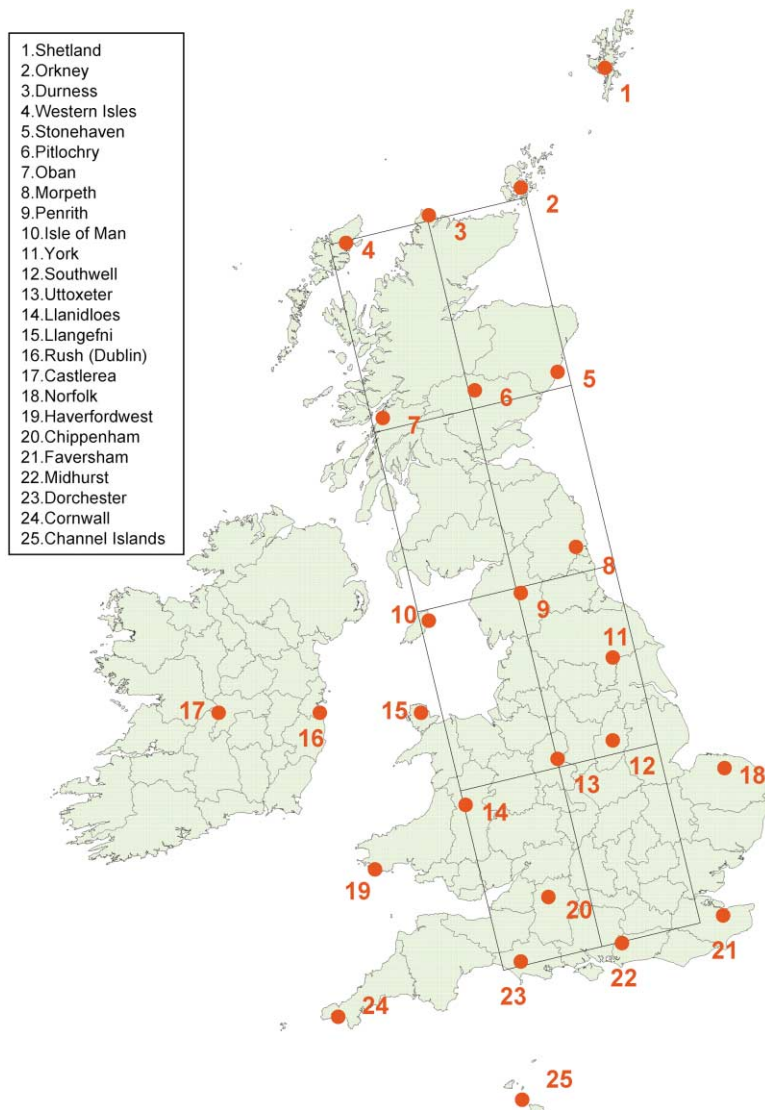 1.Shetland
2.Orkney
3.Durness
4.Western Isles
5.Stonehaven
6.Pitlochry
7.Oban
8.Morpeth
9.Penrith
10.Isle of Man
11.York
12.Southwell
13.Uttoxeter
14.Llanidloes
15.Llangefni
16.Rush (Dublin)
17.Castlerea
18.Norfolk
19.Haverfordwest
20.Chippenham
21.Faversham
22.Midhurst
23.Dorchester
24.Cornwall
25.Channel Islands
1
2
3
4
5
6
7
8
9
10
11
15
17
16
12
13
18
14
19
20
21
22
23
24
25